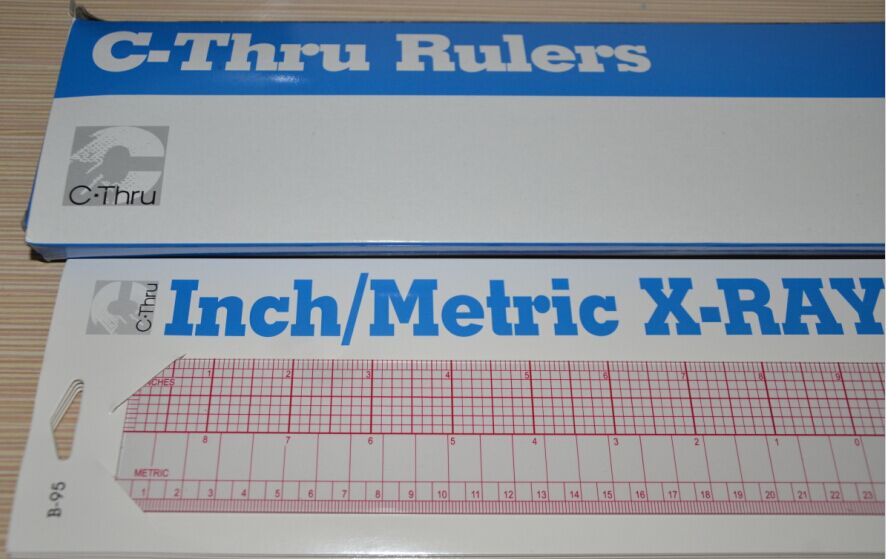 C-Thru Rulers
C·Thru
C·Thru
Inch/Metric X-RAY
1 2 3 4 5 6 7 8 9
8 7 6 5 4 3 2 1 0
METRIC
1 2 3 4 5 6 7 8 9 10 11 12 13 14 15 16 17 18 19 20 21 22 23
B-95